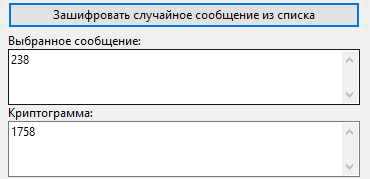 Зашифровать случайное сообщение из списка
Выбранное сообщение:
238
Криптограмма:
1758